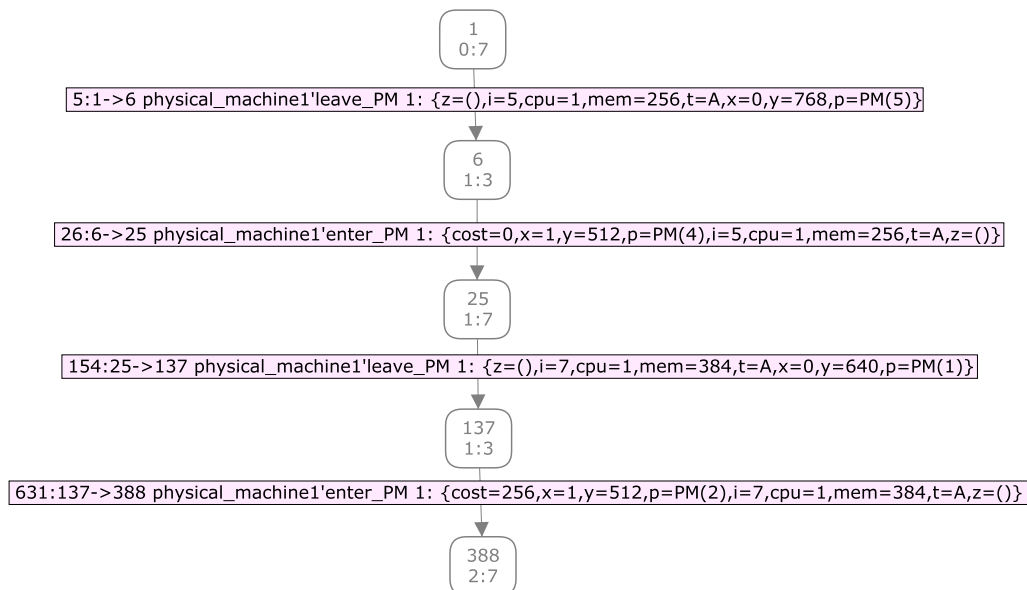 1
0:7
5:1->6 physical_machine1'leave_PM 1: {z=(),i=5,cpu=1,mem=256,t=A,x=0,y=768,p=PM(5)}
6
1:3
26:6->25 physical_machine1'enter_PM 1: {cost=0,x=1,y=512,p=PM(4),i=5,cpu=1,mem=256,t=A,z=()}
25
1:7
154:25->137 physical_machine1'leave_PM 1: {z=(),i=7,cpu=1,mem=384,t=A,x=0,y=640,p=PM(1)}
137
1:3
631:137->388 physical_machine1'enter_PM 1: {cost=256,x=1,y=512,p=PM(2),i=7,cpu=1,mem=384,t=A,z=()}
388
2:7